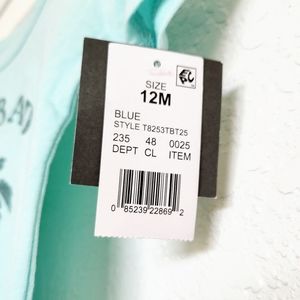 SIZE
12M
BLUE
STYLE T8253TBT25
235 48 0025
DEPT CL ITEM
0 85239 22869 2